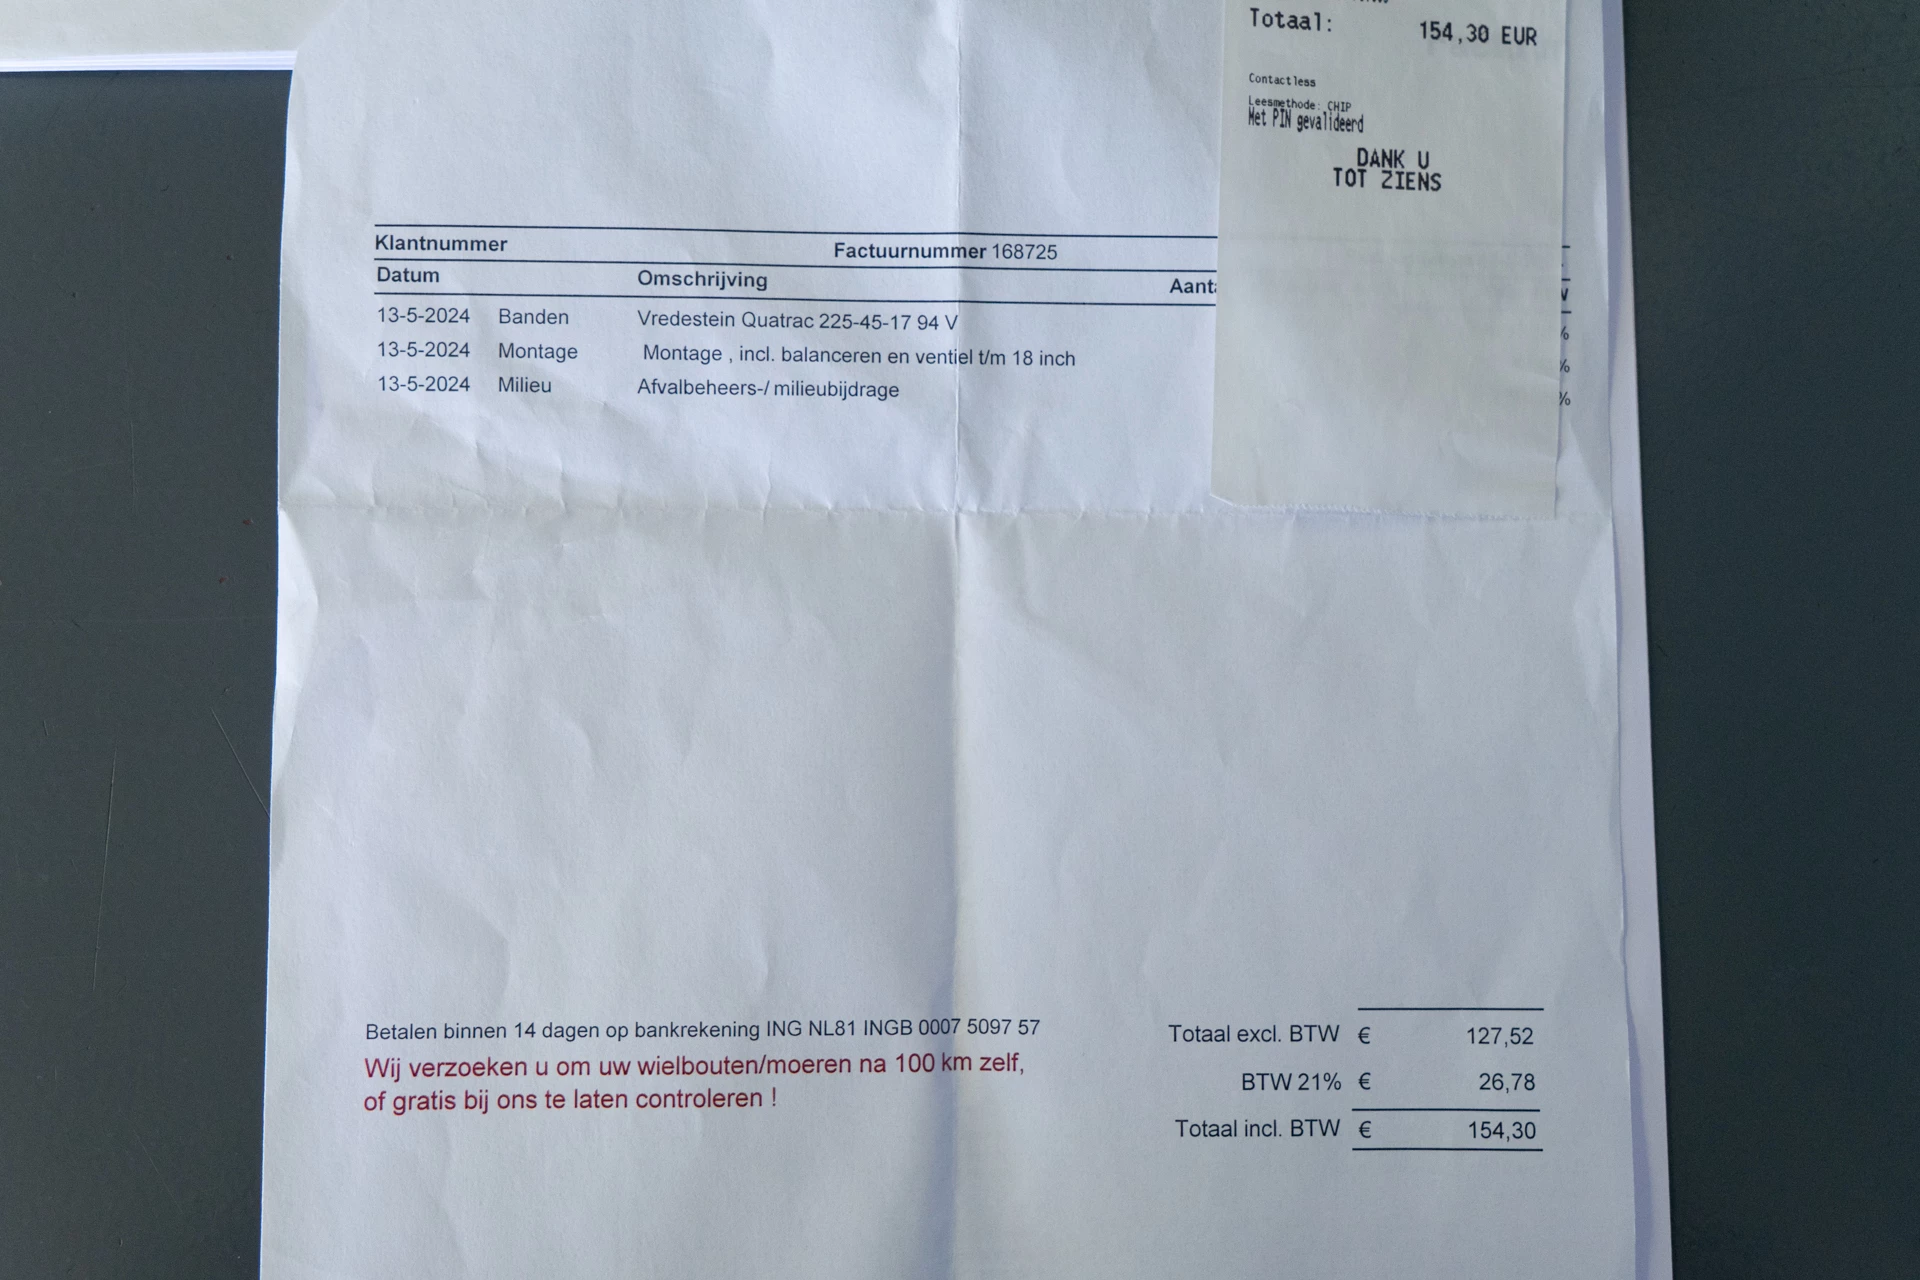 Totaal: 154,30 EUR
Contactless
Leesmethode: CHIP
Met PIN gevalideerd
DANK U
TOT ZIENS
Klantnummer Factuurnummer 168725
Datum Omschrijving
13-5-2024 Banden Vredestein Quatrac 225-45-17 94 V
13-5-2024 Montage Montage , incl. balanceren en ventiel t/m 18 inch
13-5-2024 Milieu Afvalbeheers-/ milieubijdrage
Betalen binnen 14 dagen op bankrekening ING NL81 INGB 0007 5097 57
Wij verzoeken u om uw wielbouten/moeren na 100 km zelf,
of gratis bij ons te laten controleren !
Totaal excl. BTW € 127,52
BTW 21% € 26,78
Totaal incl. BTW € 154,30